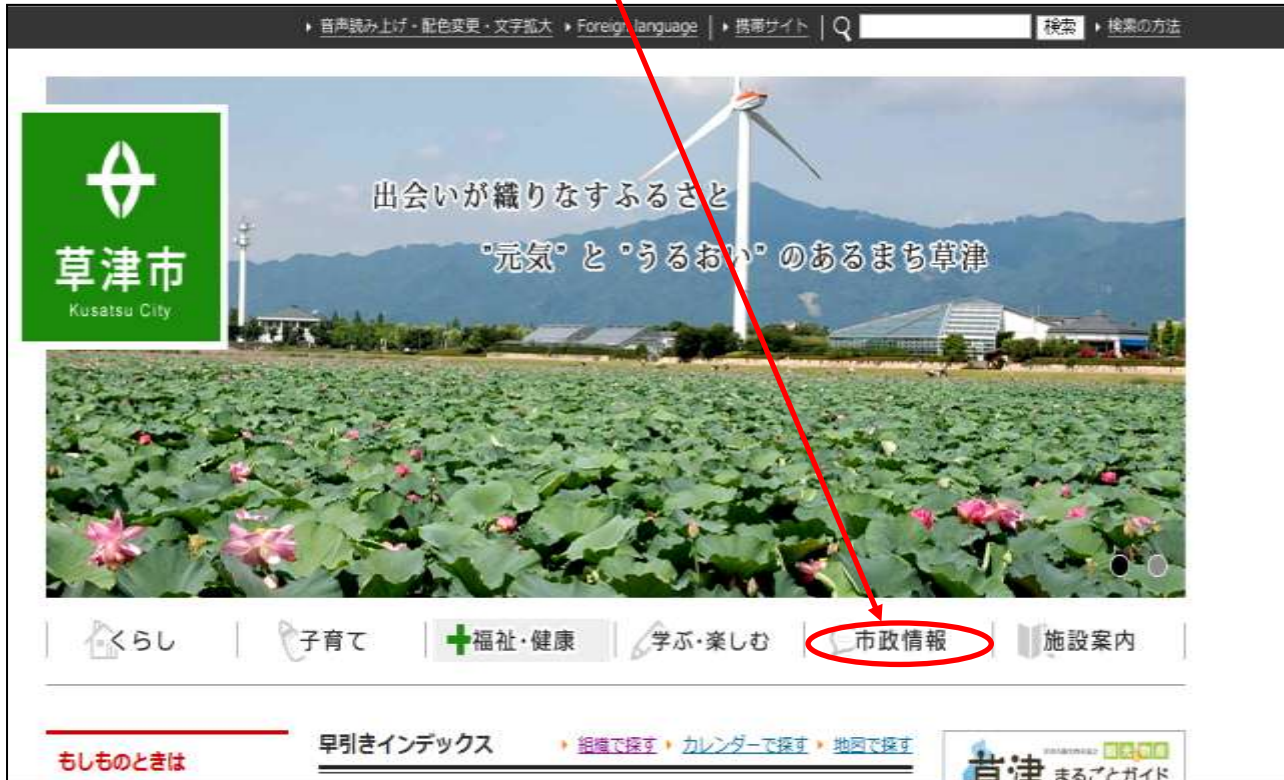 音声読み上げ・配色変更・文字拡大 Foreign language 携帯サイト 検索 検索の方法
草津市
Kusatsu City
出会いが織りなすふるさと
"元気" と "うるおい" のあるまち草津
くらし 子育て 福祉・健康 学ぶ・楽しむ 市政情報 施設案内
もしものときは
早引きインデックス 組織で探す カレンダーで探す 地図で探す
観光物産
草津 まるごとガイド